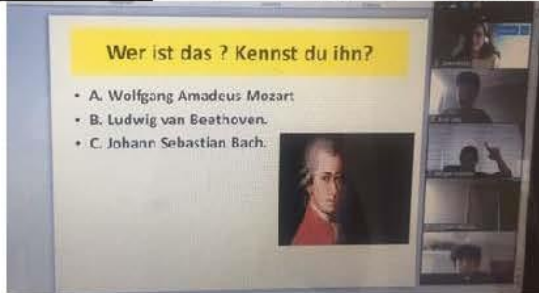 Wer ist das ? Kennst du ihn?
• A. Wolfgang Amadeus Mozart
• B. Ludwig van Beethoven.
• C. Johann Sebastian Bach.